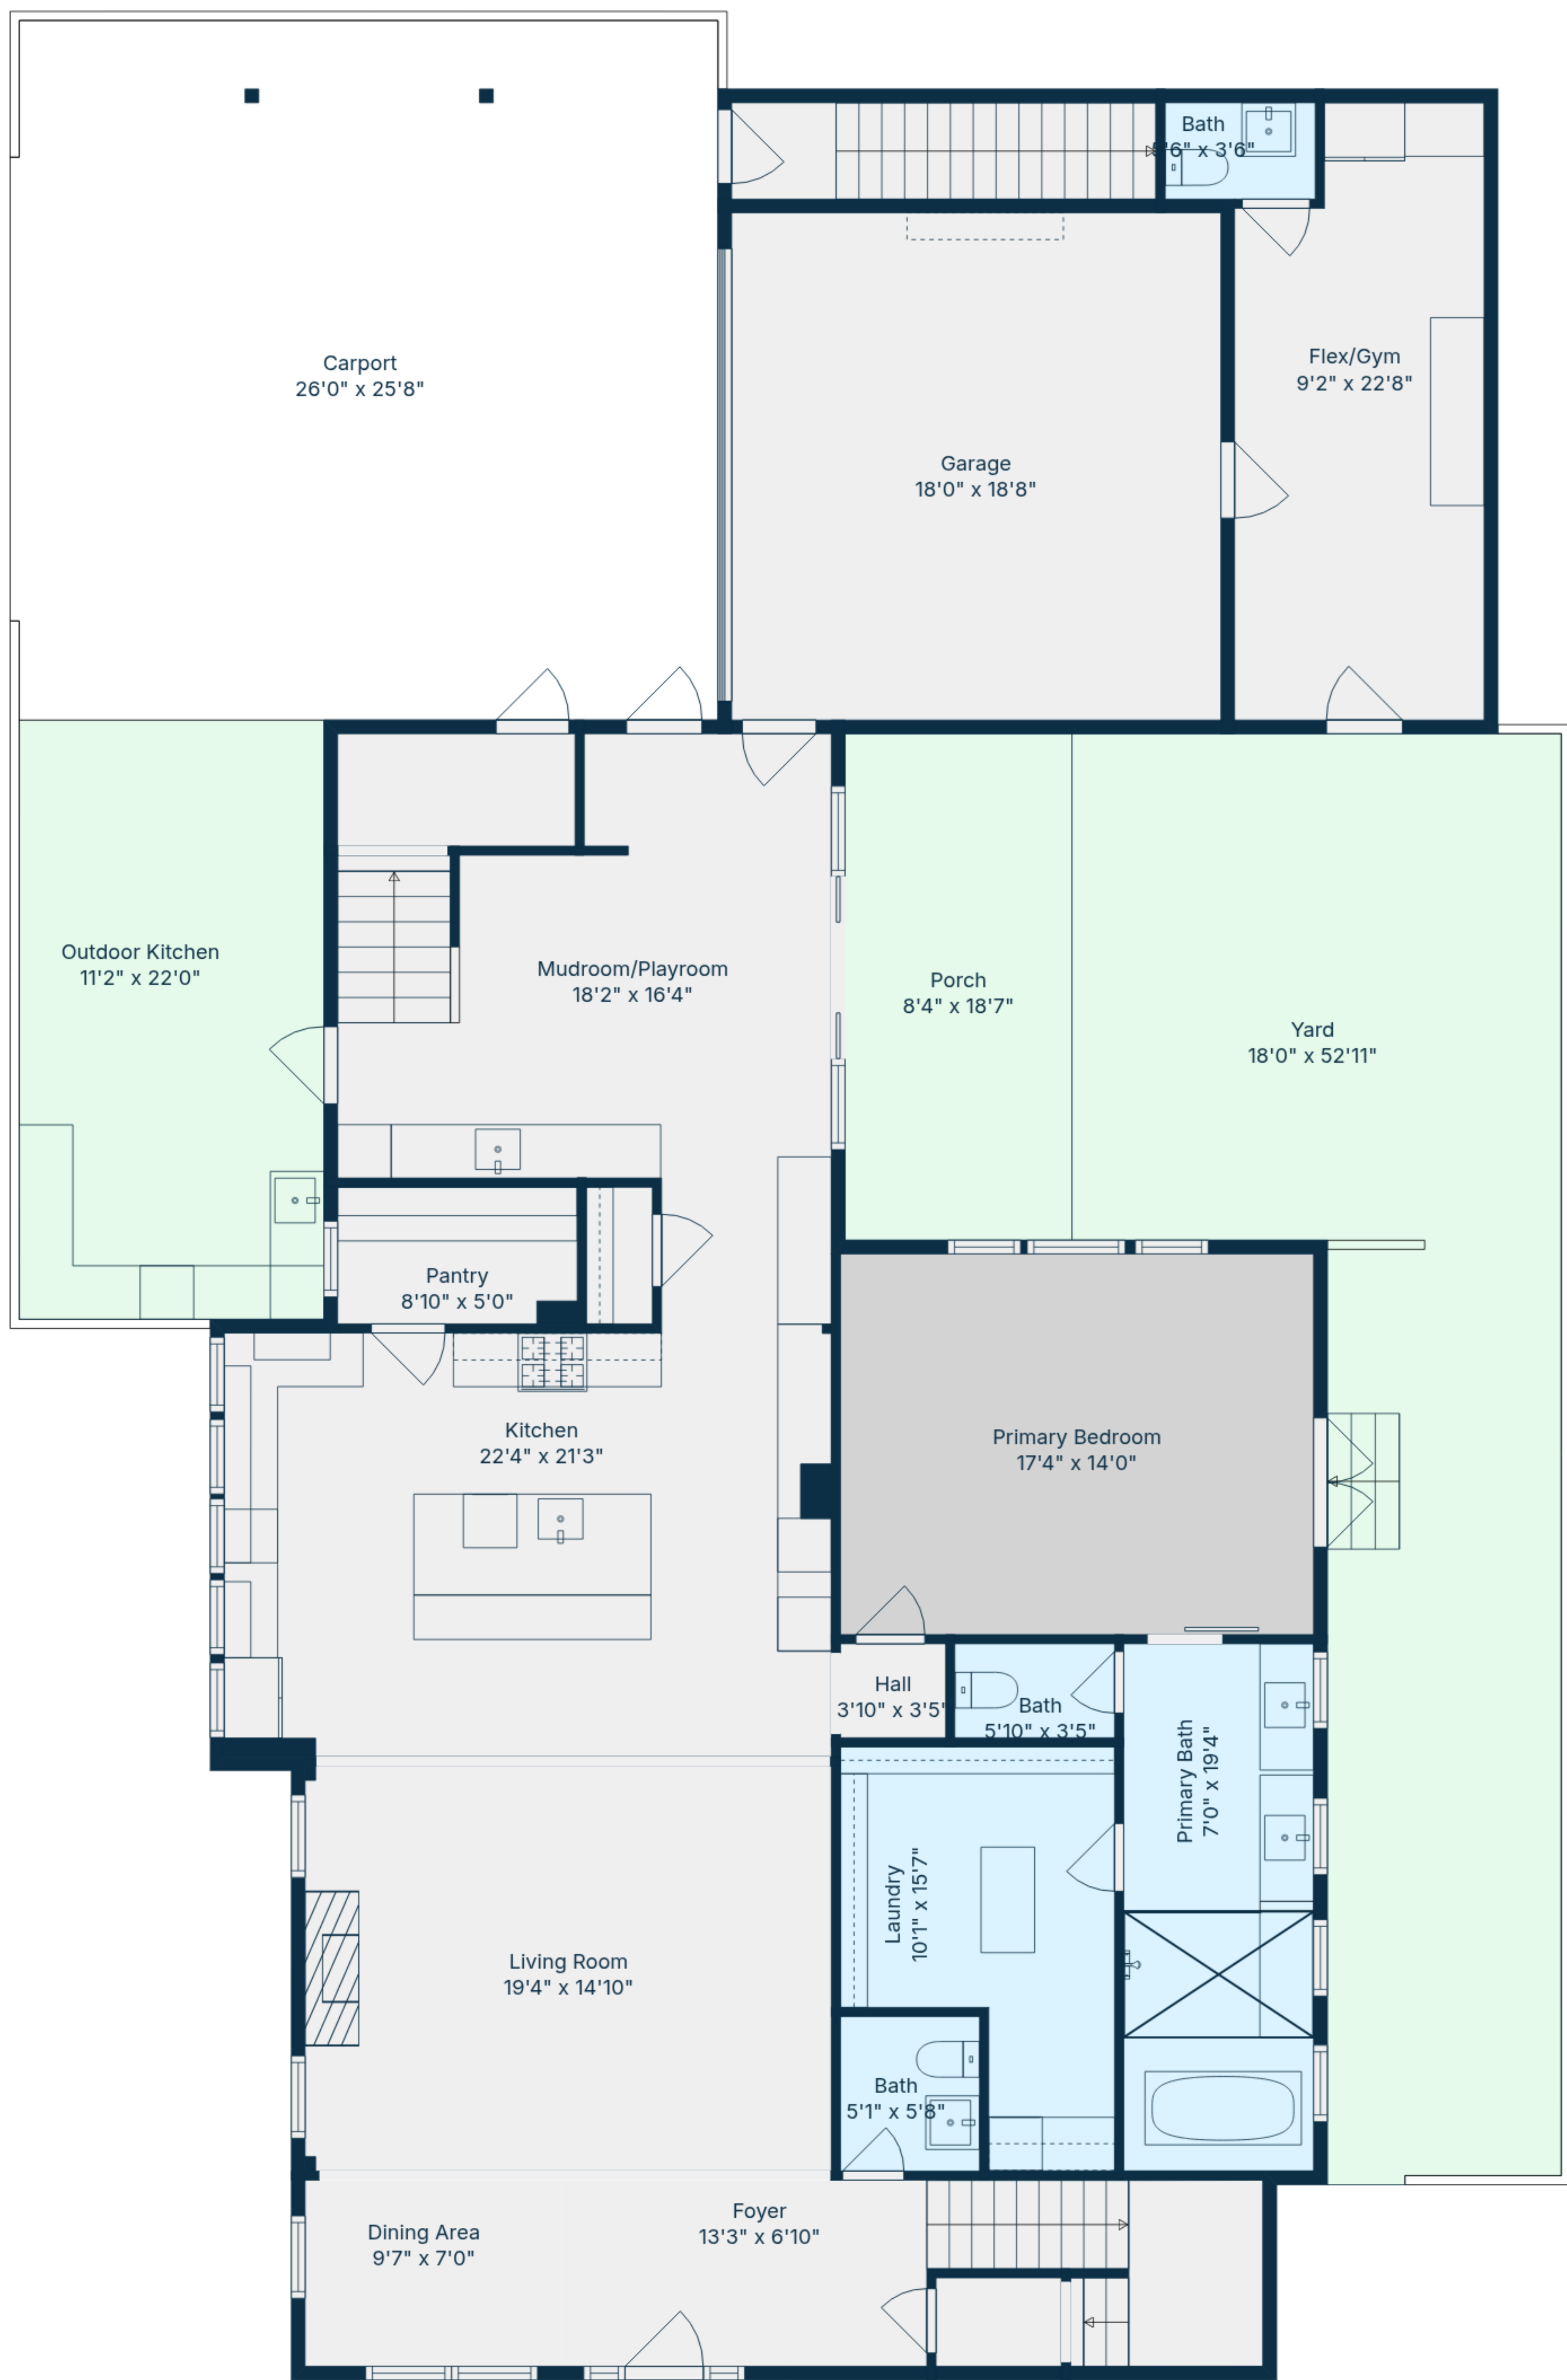 Bath
5'6" x 3'6"
Carport
26'0" x 25'8"
Flex/Gym
9'2" x 22'8"
Garage
18'0" x 18'8"
Outdoor Kitchen
11'2" x 22'0"
Mudroom/Playroom
18'2" x 16'4"
Porch
8'4" x 18'7"
Yard
18'0" x 52'11"
Pantry
8'10" x 5'0"
Kitchen
22'4" x 21'3"
Primary Bedroom
17'4" x 14'0"
Hall
3'10" x 3'5"
Bath
5'10" x 3'5"
Primary Bath
7'0" x 19'4"
Laundry
10'1" x 15'7"
Living Room
19'4" x 14'10"
Bath
5'1" x 5'8"
Foyer
13'3" x 6'10"
Dining Area
9'7" x 7'0"